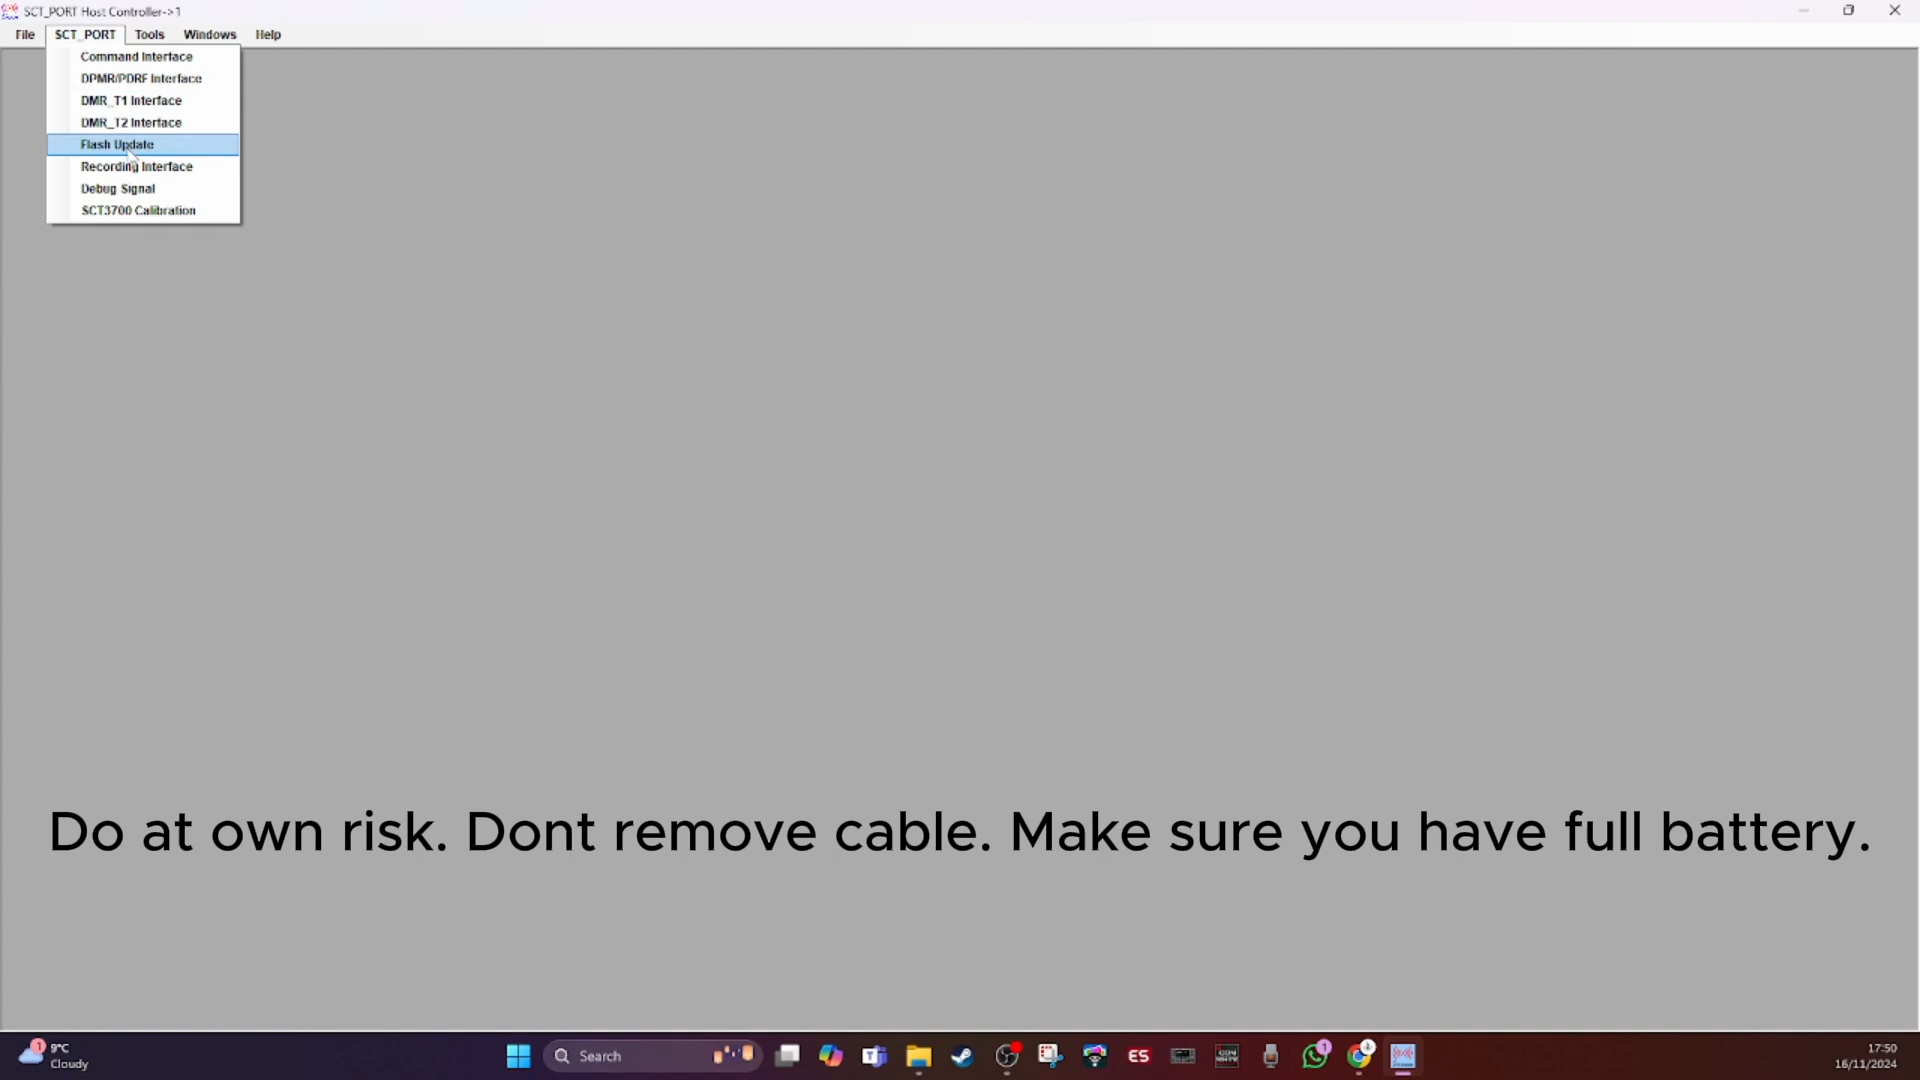 SCT_PORT Host Controller->1
File SCT_PORT Tools Windows Help
Command Interface
DPMR/PDRF Interface
DMR_T1 Interface
DMR_T2 Interface
Flash Update
Recording Interface
Debug Signal
SCT3700 Calibration
Do at own risk. Dont remove cable. Make sure you have full battery.
1
9°C
Cloudy
Search
ES
1
17:50
16/11/2024